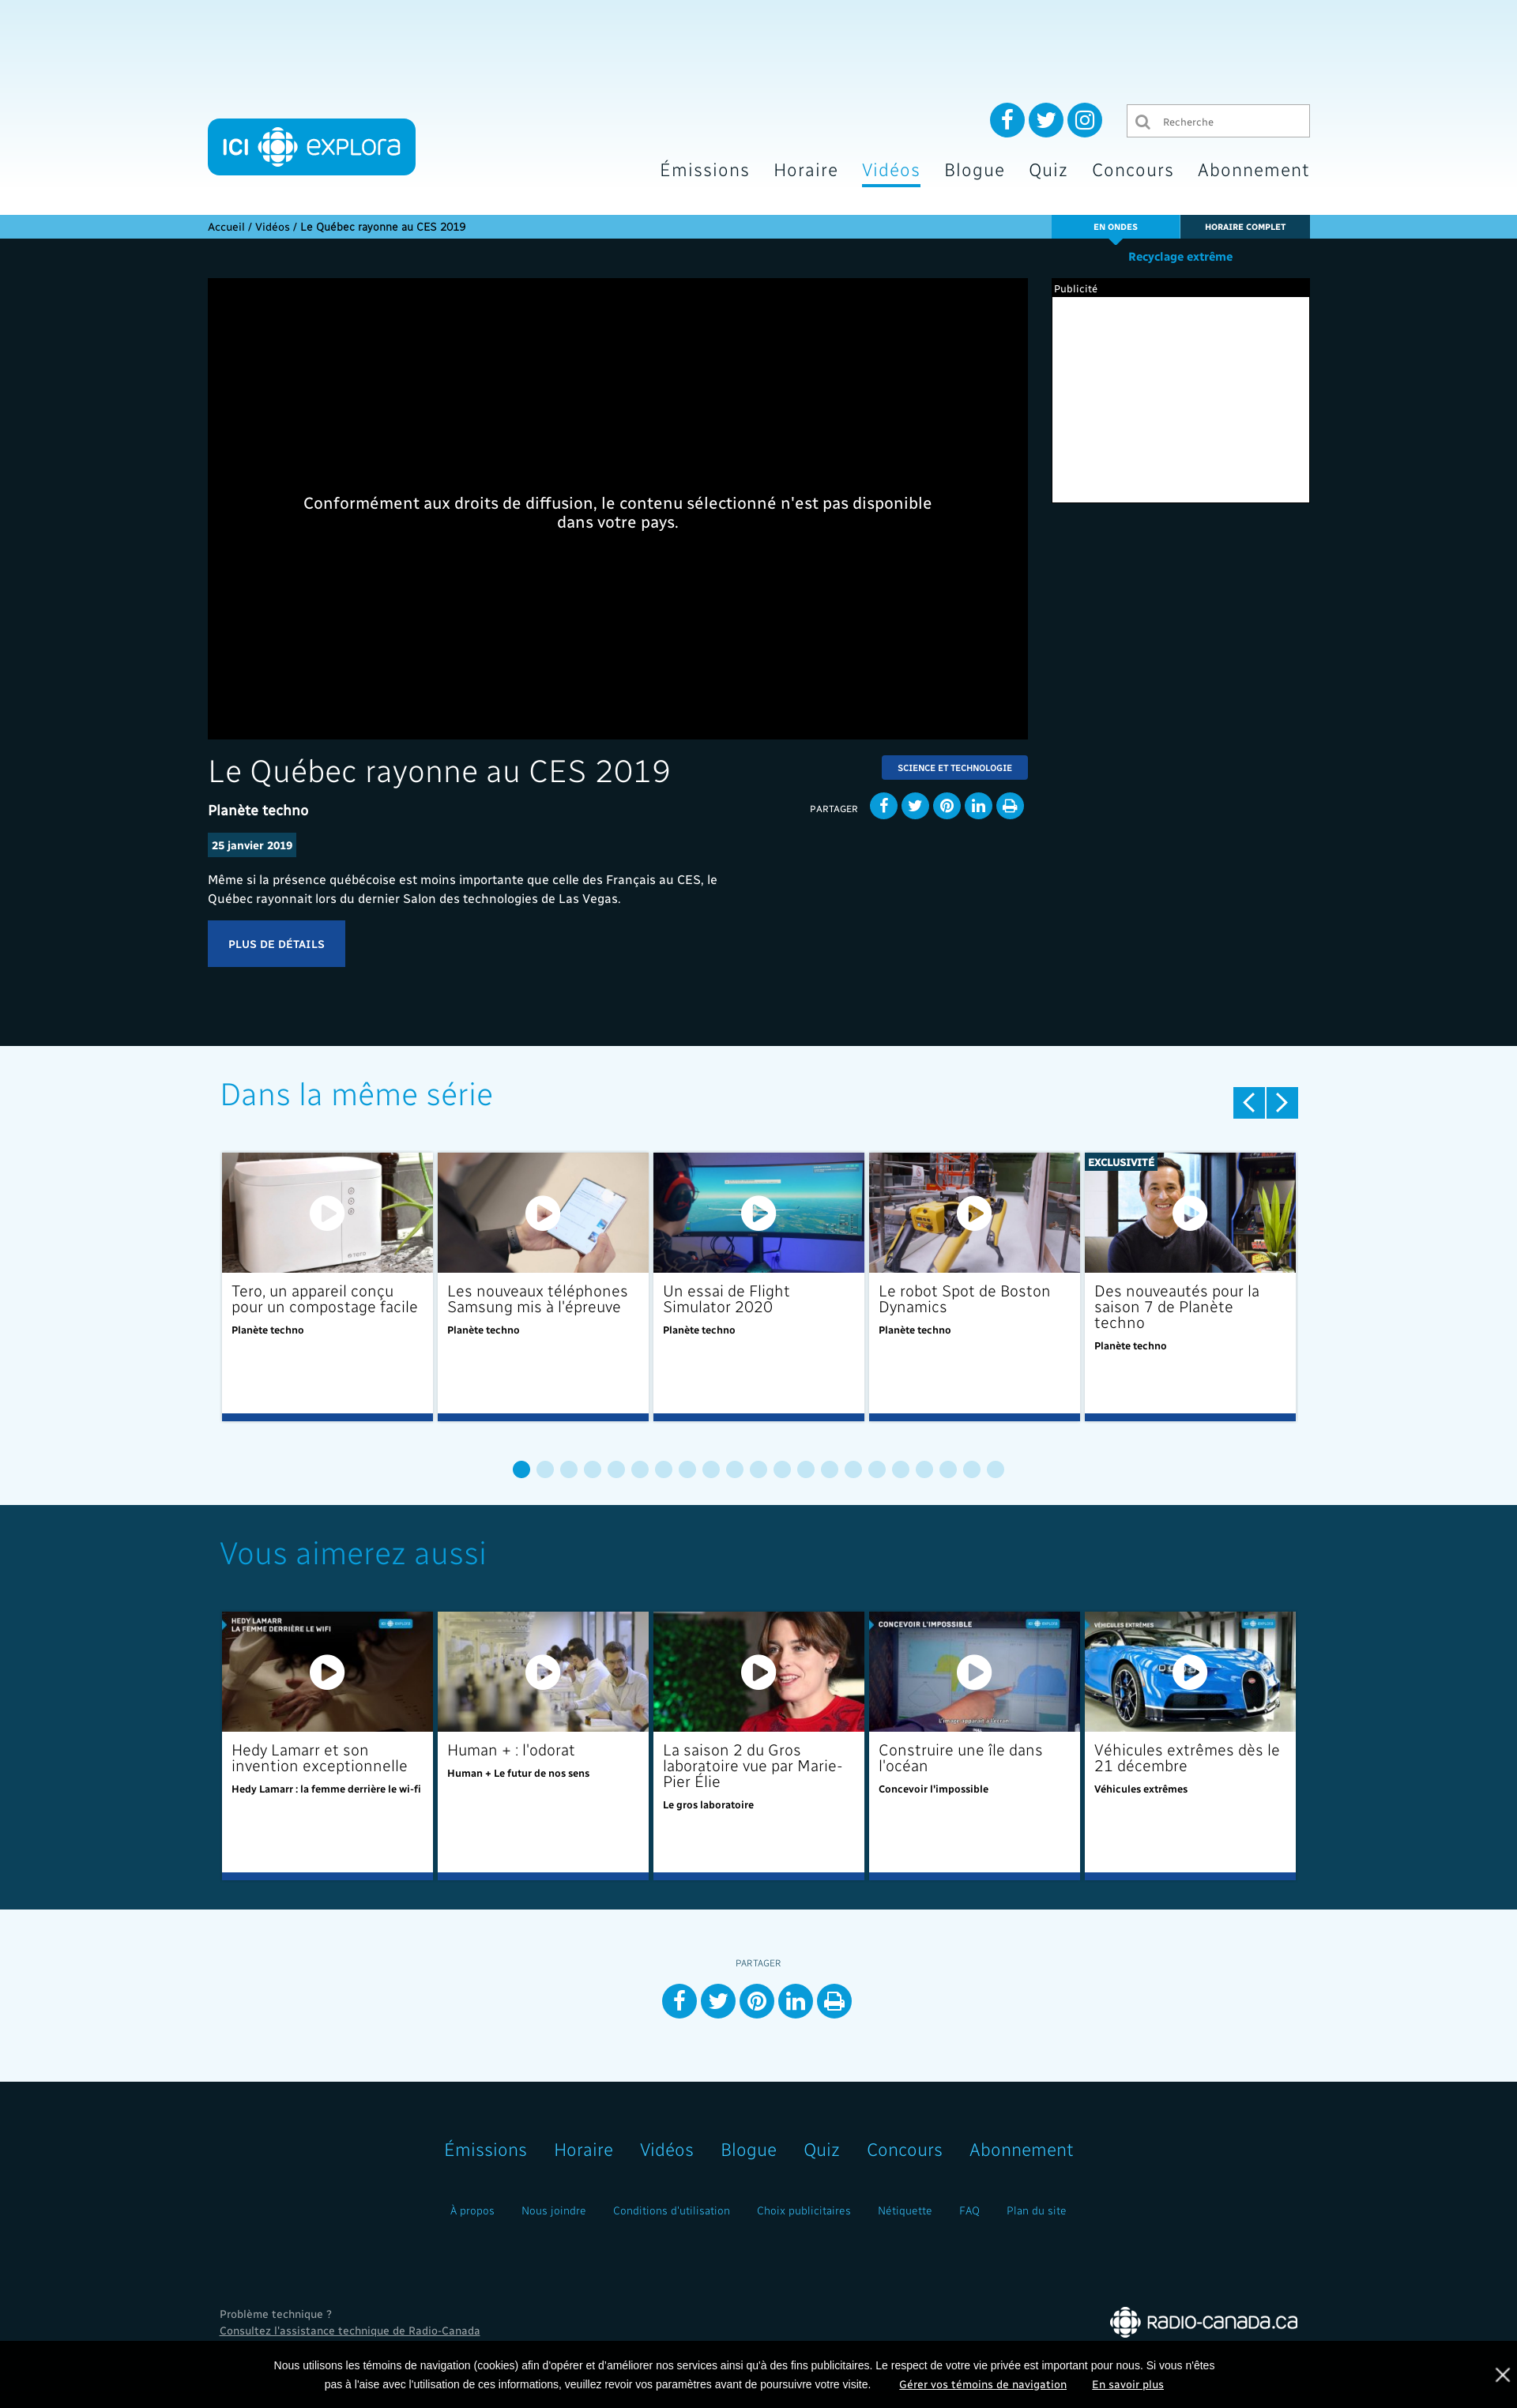 ICI explora
Recherche
Émissions Horaire Vidéos Blogue Quiz Concours Abonnement
Accueil / Vidéos / Le Québec rayonne au CES 2019
EN ONDES
HORAIRE COMPLET
Recyclage extrême
Publicité
Conformément aux droits de diffusion, le contenu sélectionné n'est pas disponible
dans votre pays.
Le Québec rayonne au CES 2019
SCIENCE ET TECHNOLOGIE
Planète techno
PARTAGER
25 janvier 2019
Même si la présence québécoise est moins importante que celle des Français au CES, le
Québec rayonnait lors du dernier Salon des technologies de Las Vegas.
PLUS DE DÉTAILS
Dans la même série
Tero, un appareil conçu
pour un compostage facile
Planète techno
Les nouveaux téléphones
Samsung mis à l'épreuve
Planète techno
Un essai de Flight
Simulator 2020
Planète techno
Le robot Spot de Boston
Dynamics
Planète techno
EXCLUSIVITÉ
Des nouveautés pour la
saison 7 de Planète
techno
Planète techno
Vous aimerez aussi
HEDY LAMARR
LA FEMME DERRIÈRE LE WIFI
Hedy Lamarr et son
invention exceptionnelle
Hedy Lamarr : la femme derrière le wi-fi
Human + : l'odorat
Human + Le futur de nos sens
La saison 2 du Gros
laboratoire vue par Marie-
Pier Élie
Le gros laboratoire
CONCEVOIR L'IMPOSSIBLE
L'image apparaît à l'écran
Construire une île dans
l'océan
Concevoir l'impossible
VÉHICULES EXTRÊMES
Véhicules extrêmes dès le
21 décembre
Véhicules extrêmes
PARTAGER
Émissions Horaire Vidéos Blogue Quiz Concours Abonnement
À propos Nous joindre Conditions d'utilisation Choix publicitaires Nétiquette FAQ Plan du site
Problème technique ?
Consultez l'assistance technique de Radio-Canada
RADIO-CANADA.CA
Nous utilisons les témoins de navigation (cookies) afin d'opérer et d'améliorer nos services ainsi qu'à des fins publicitaires. Le respect de votre vie privée est important pour nous. Si vous n'êtes
pas à l'aise avec l'utilisation de ces informations, veuillez revoir vos paramètres avant de poursuivre votre visite. Gérer vos témoins de navigation En savoir plus